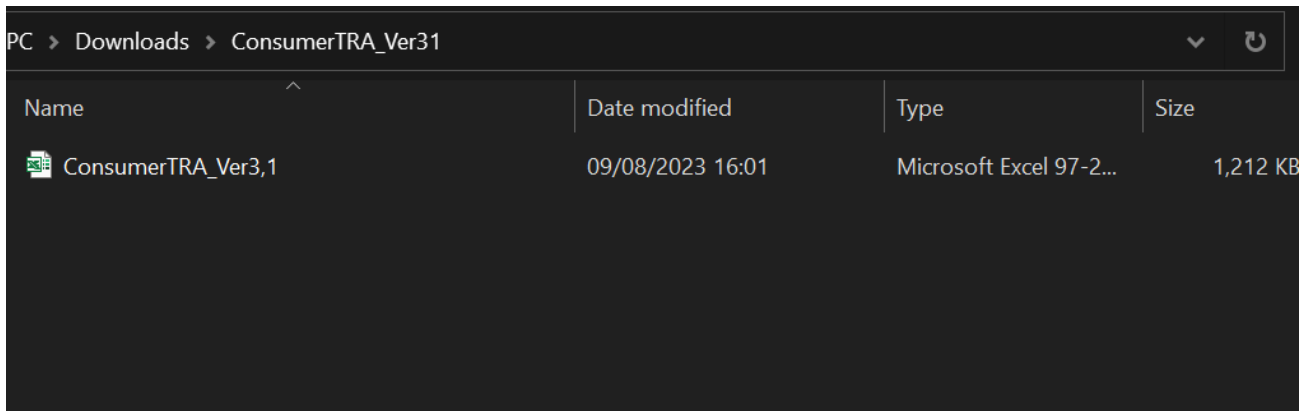 PC > Downloads > ConsumerTRA_Ver31
Name Date modified Type Size
ConsumerTRA_Ver3,1 09/08/2023 16:01 Microsoft Excel 97-2... 1,212 KB